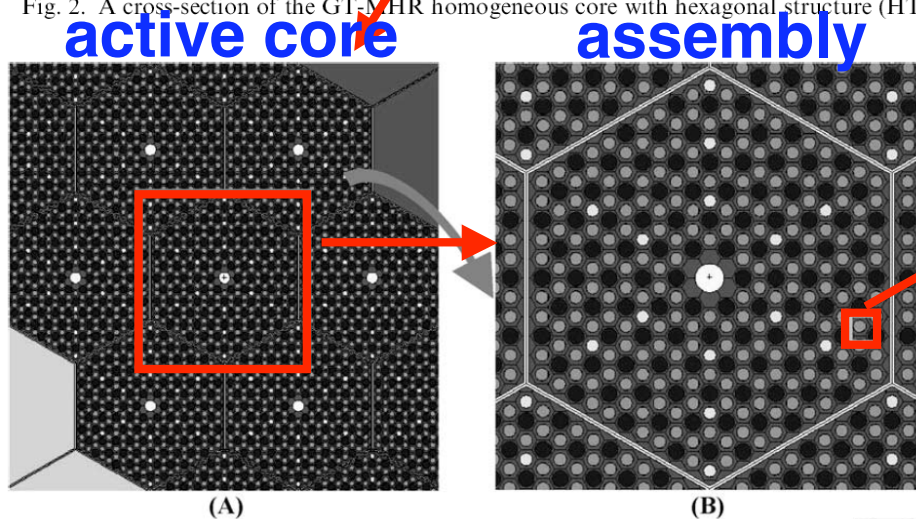 Fig. 2. A cross-section of the GT-MHR homogeneous core with hexagonal structure (HT
active core
assembly
(A)
(B)